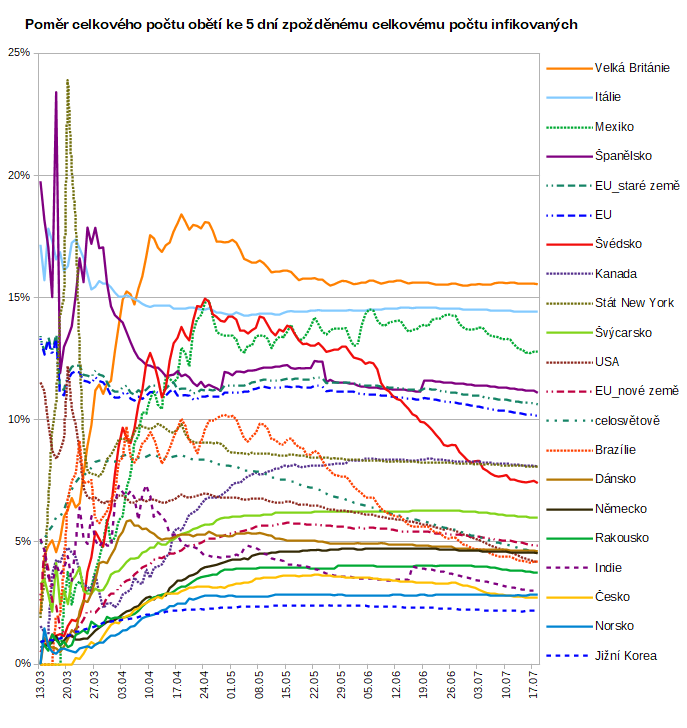 Poměr celkového počtu obětí ke 5 dní zpožděnému celkovému počtu infikovaných
25%
20%
15%
10%
5%
0%
13.03
20.03
27.03
03.04
10.04
17.04
24.04
01.05
08.05
15.05
22.05
29.05
05.06
12.06
19.06
26.06
03.07
10.07
17.07
Velká Británie
Itálie
Mexiko
Španělsko
EU_staré země
EU
Švédsko
Kanada
Stát New York
Švýcarsko
USA
EU_nové země
celosvětově
Brazílie
Dánsko
Německo
Rakousko
Indie
Česko
Norsko
Jižní Korea